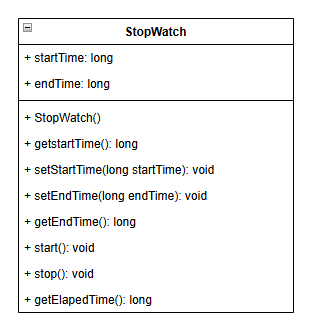 StopWatch
+ startTime: long
+ endTime: long
+ StopWatch()
+ getstartTime(): long
+ setStartTime(long startTime): void
+ setEndTime(long endTime): void
+ getEndTime(): long
+ start(): void
+ stop(): void
+ getElapedTime(): long